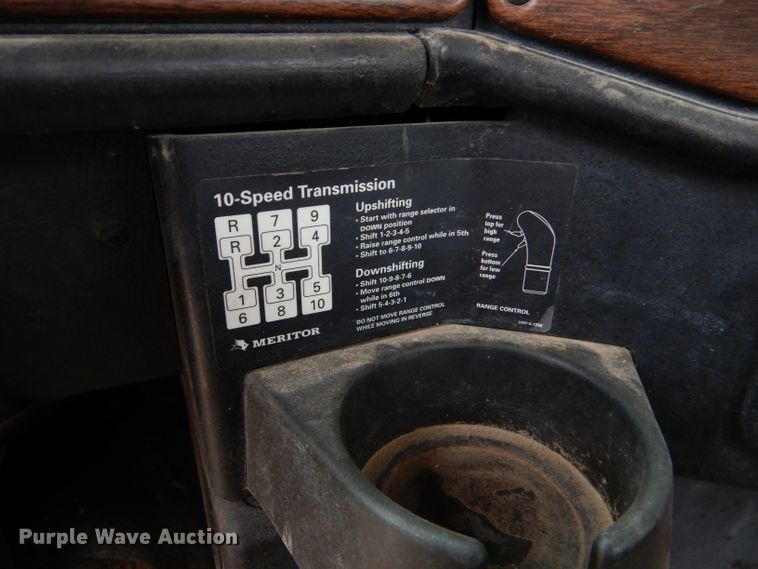 10-Speed Transmission
R 7 9
R 2 4
N
1 3 5
6 8 10
MERITOR
Upshifting
• Start with range selector in
DOWN position
• Shift 1-2-3-4-5
• Raise range control while in 5th
• Shift to 6-7-8-9-10
Downshifting
• Shift 10-9-8-7-6
• Move range control DOWN
while in 6th
• Shift 5-4-3-2-1
DO NOT MOVE RANGE CONTROL
WHILE MOVING IN REVERSE
Press
top for
high
range
Press
bottom
for low
range
RANGE CONTROL
Purple Wave Auction®